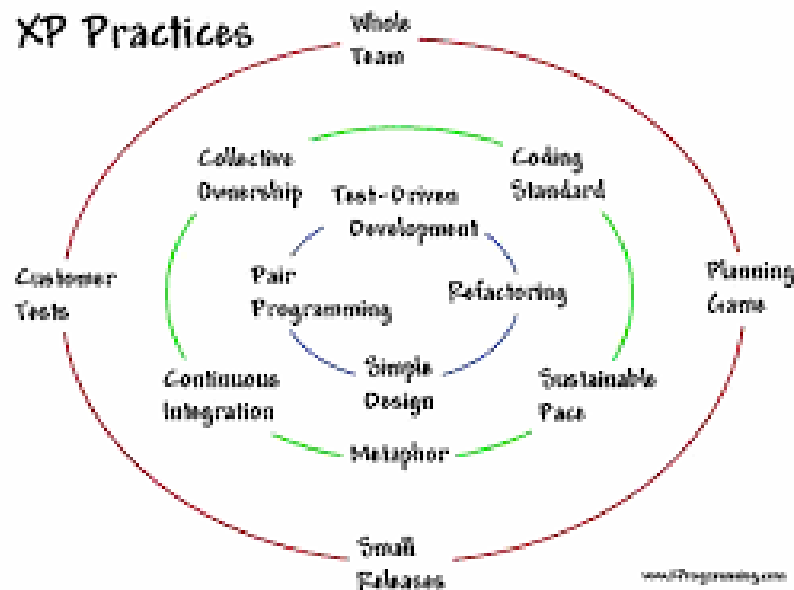 XP Practices
Whole
Team
Collective
Ownership
Coding
Standard
Test-Driven
Development
Customer
Tests
Pair
Programming
Refactoring
Planning
Game
Continuous
Integration
Simple
Design
Sustainable
Pace
Metaphor
Small
Releases